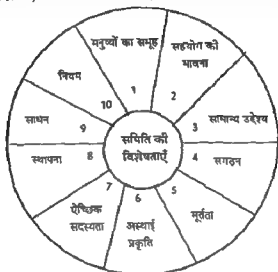 मनुष्यों का समूह
1
सहयोग की
भावना
2
3 सामान्य उद्देश्य
4 संगठन
5
मूर्तता
6
अस्थाई
प्रकृति
7
ऐच्छिक
सदस्यता
8
स्थापना
9
साधन
10
नियम
समिति की
विशेषताएँ